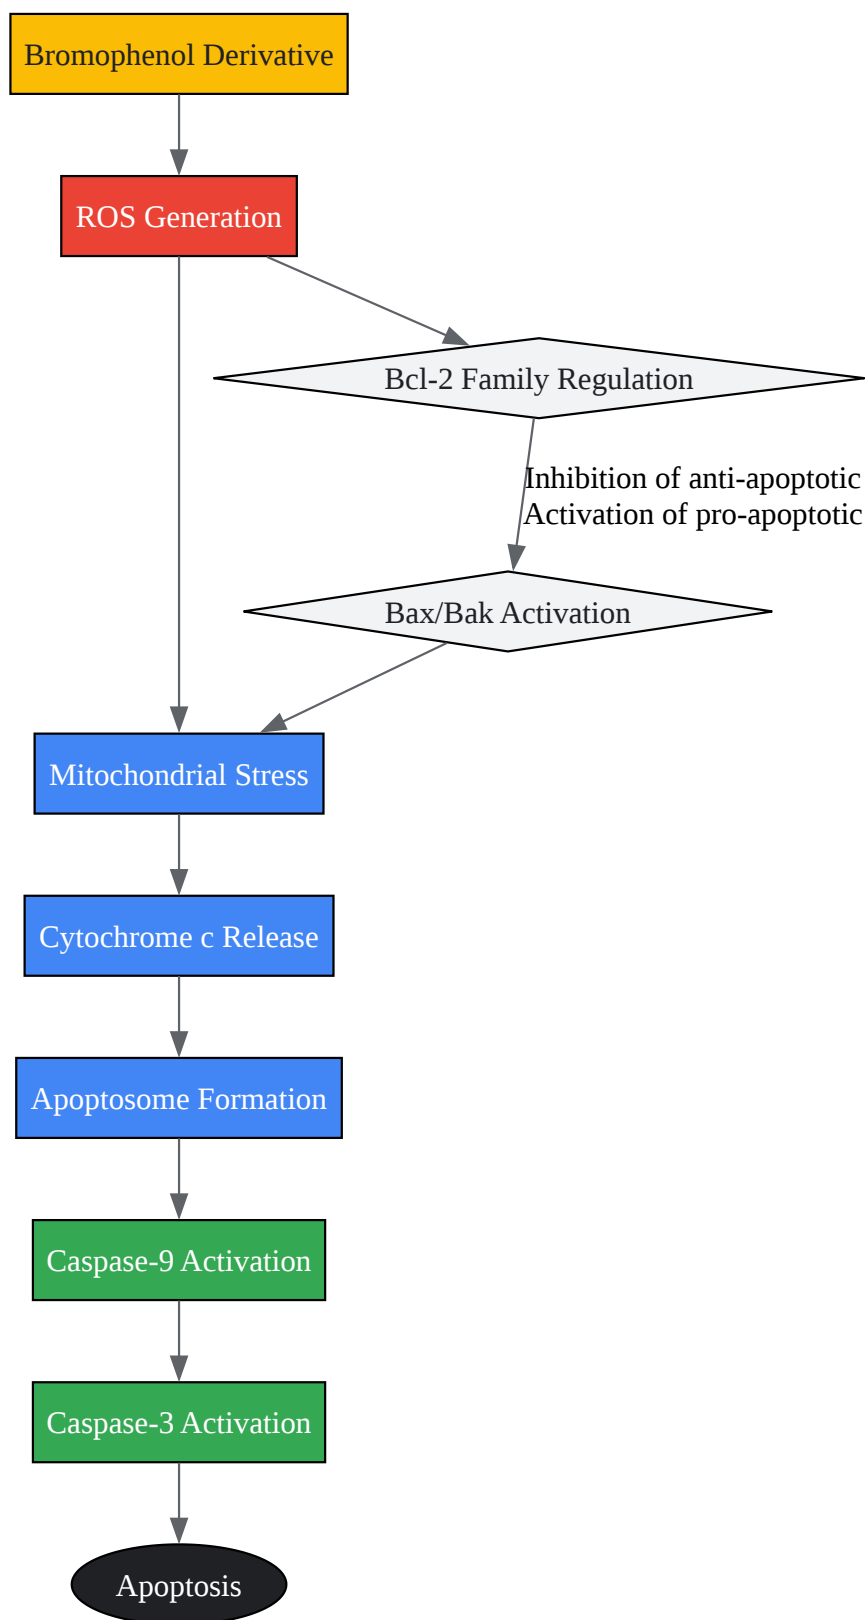 Bromophenol Derivative
ROS Generation
Bcl-2 Family Regulation
Inhibition of anti-apoptotic
Activation of pro-apoptotic
Bax/Bak Activation
Mitochondrial Stress
Cytochrome c Release
Apoptosome Formation
Caspase-9 Activation
Caspase-3 Activation
Apoptosis